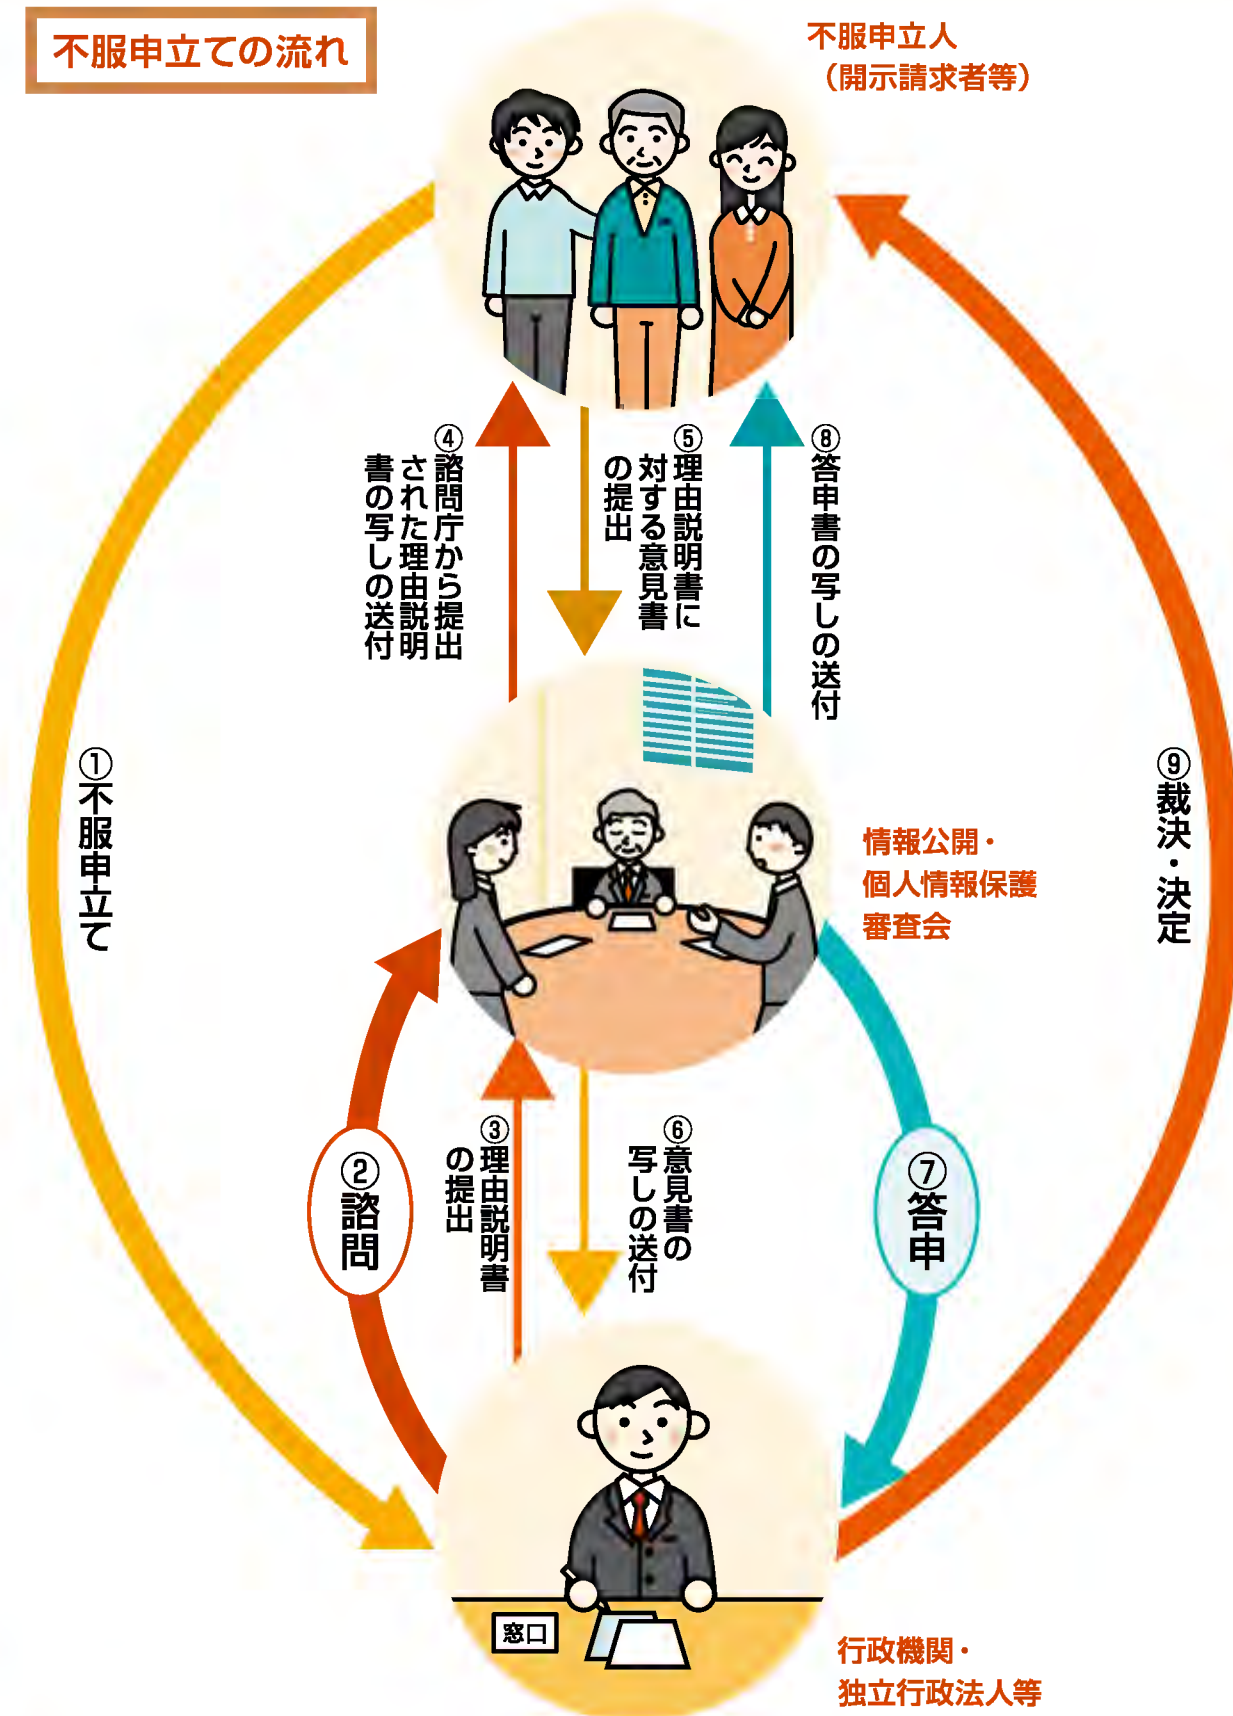 不服申立ての流れ
不服申立人
（開示請求者等）
④諮問庁から提出
された理由説明
書の写しの送付
⑤理由説明書に
対する意見書
の提出
⑧答申書の写しの送付
①不服申立て
⑨裁決・決定
情報公開・
個人情報保護
審査会
②諮問
③理由説明書
の提出
⑥意見書の
写しの送付
⑦答申
窓口
行政機関・
独立行政法人等